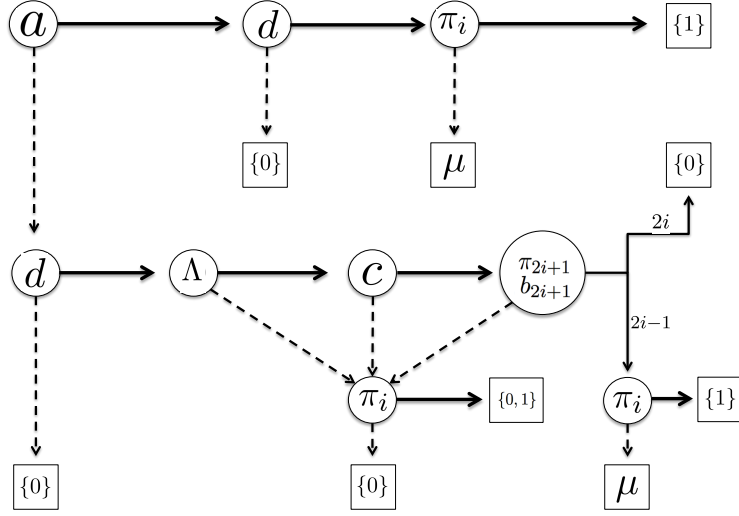 a d π_i {1}
{0} μ {0}
2i
d Λ c π_{2i+1}
b_{2i+1}
2i−1
π_i {0, 1} π_i {1}
{0} {0} μ